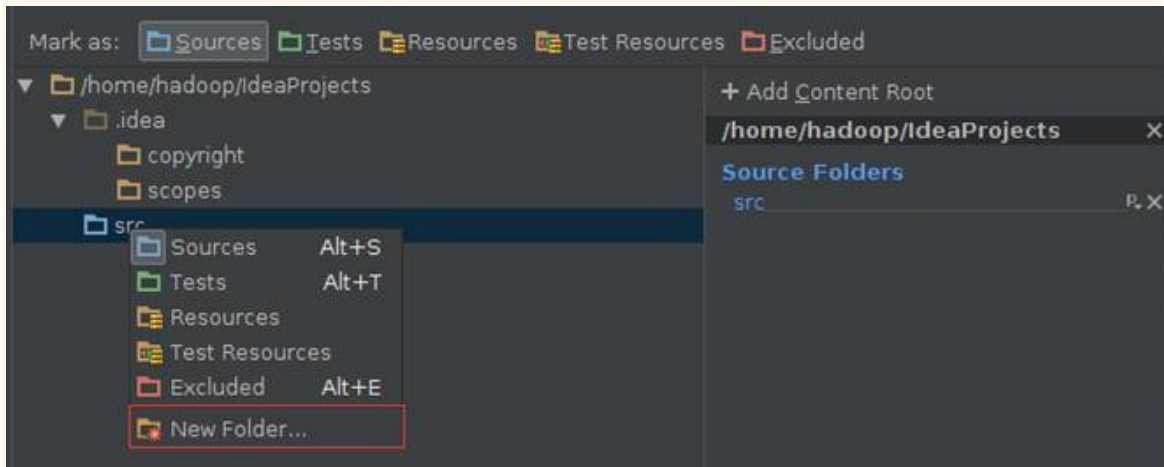 Mark as: Sources Tests Resources Test Resources Excluded
/home/hadoop/IdeaProjects
.idea
copyright
scopes
src
Sources Alt+S
Tests Alt+T
Resources
Test Resources
Excluded Alt+E
New Folder...
+ Add Content Root
/home/hadoop/IdeaProjects
Source Folders
src